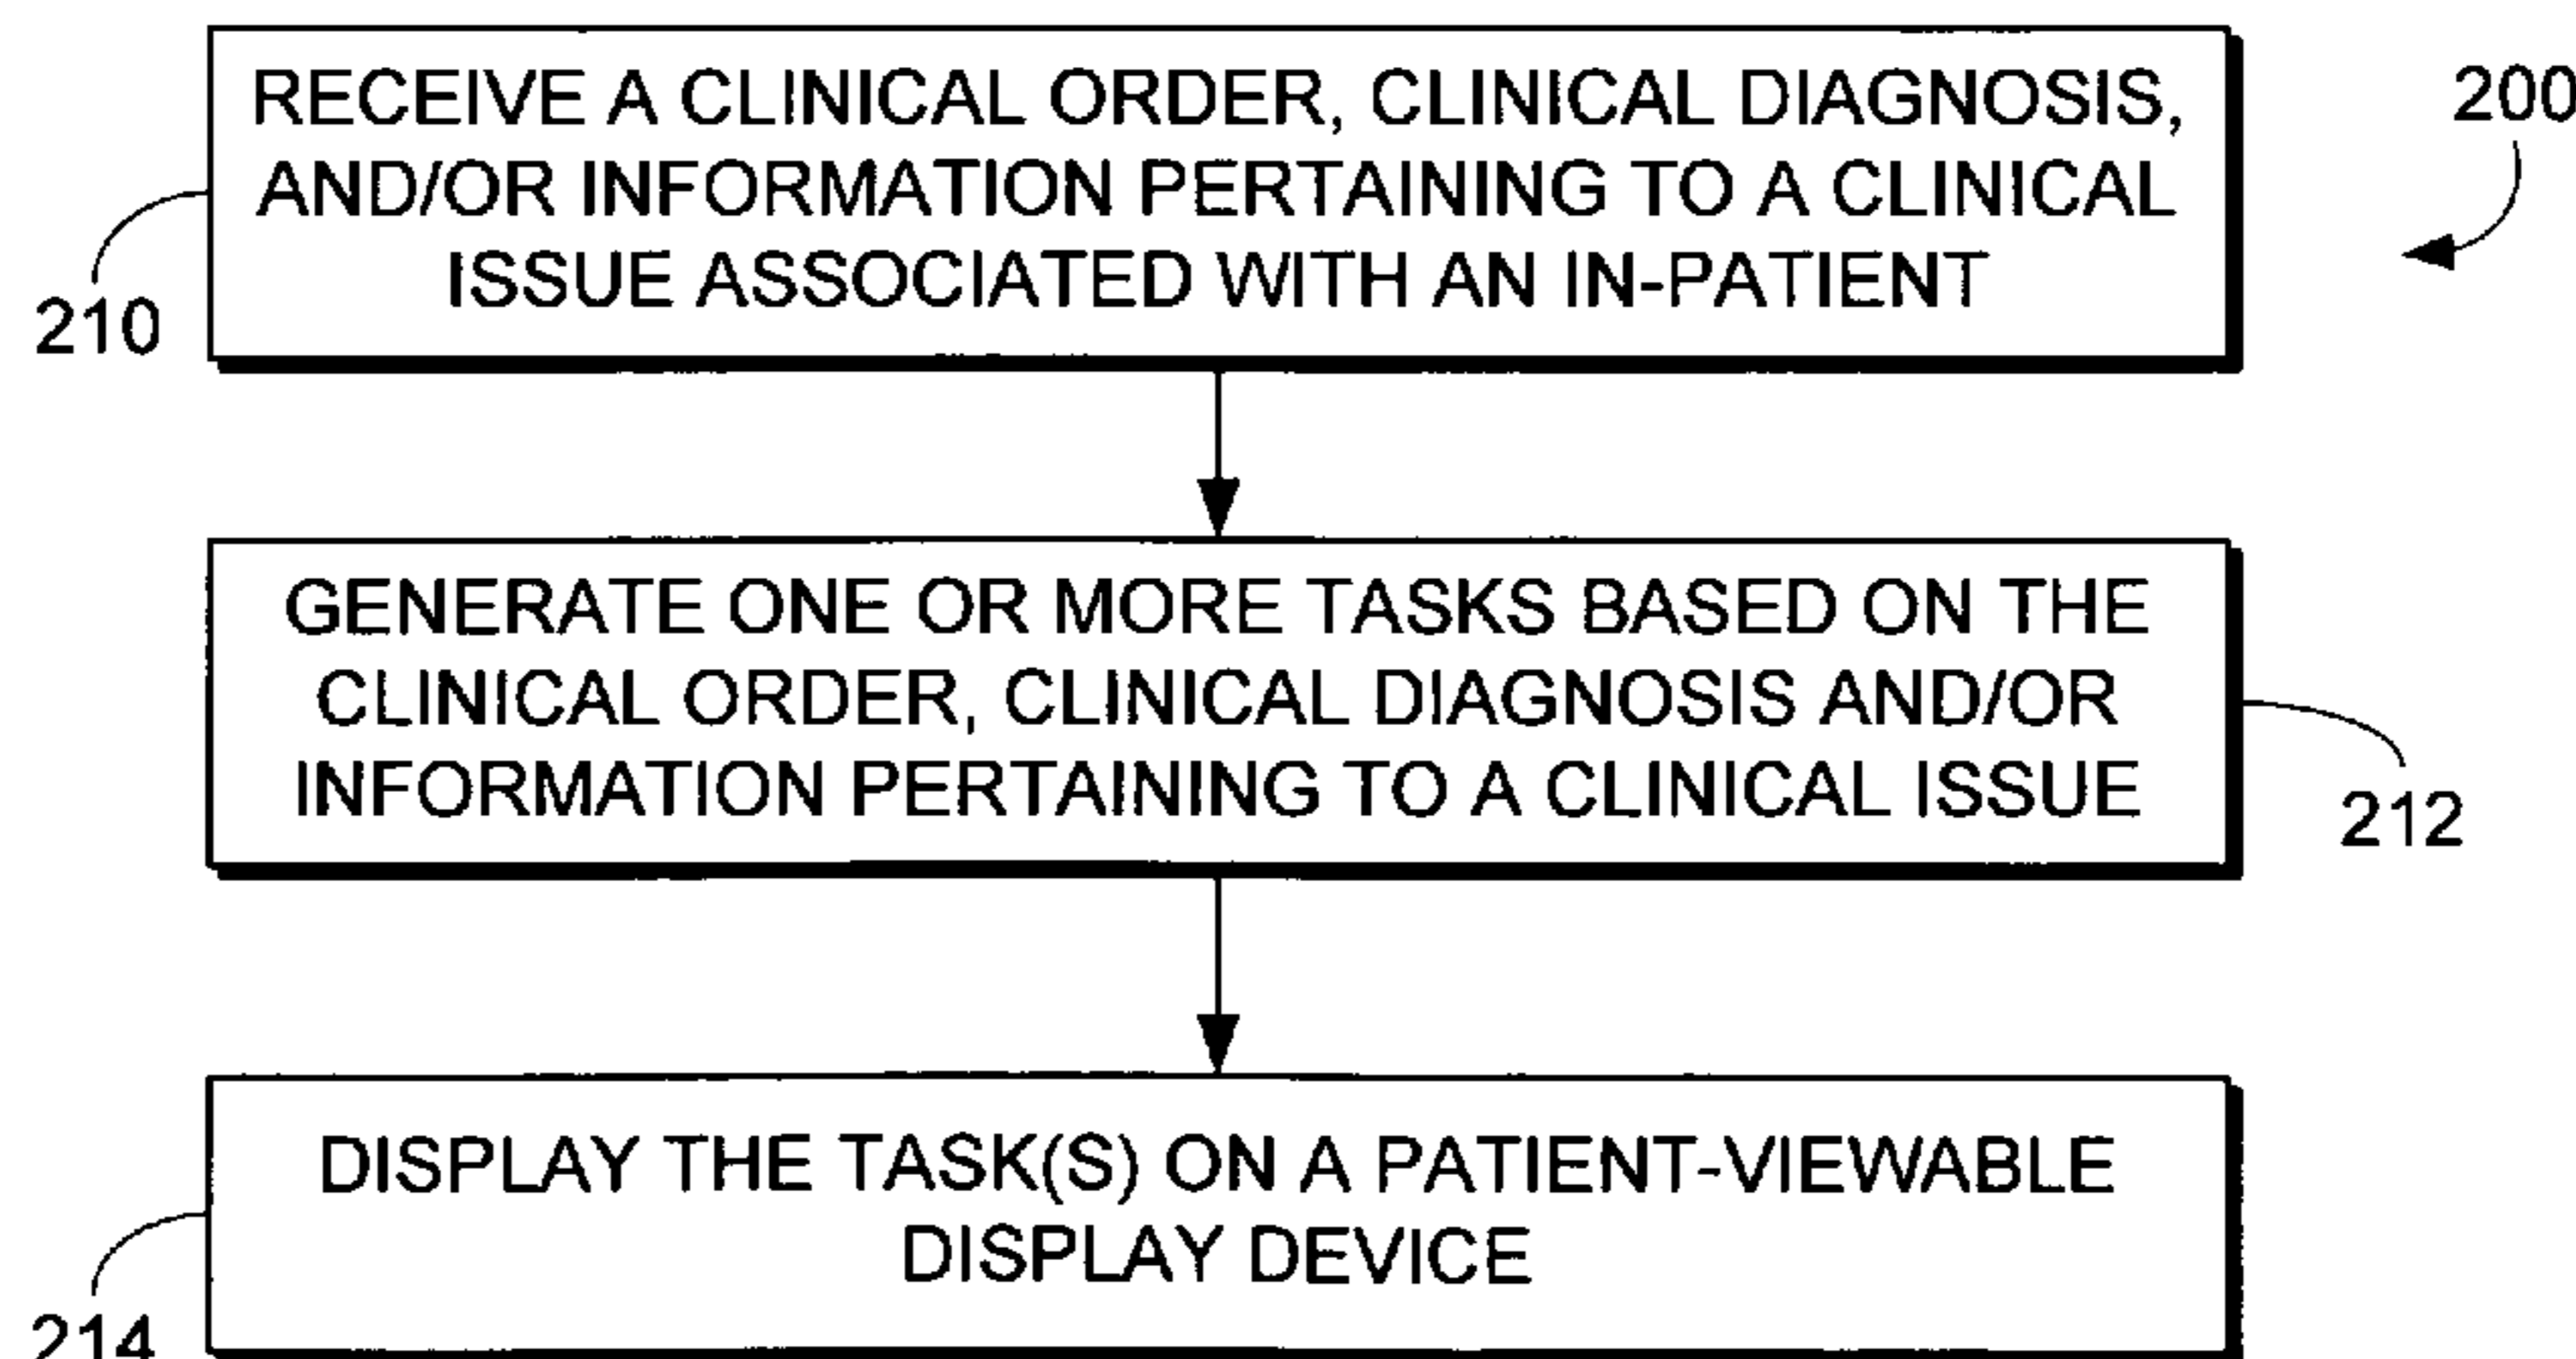 RECEIVE A CLINICAL ORDER, CLINICAL DIAGNOSIS,
AND/OR INFORMATION PERTAINING TO A CLINICAL
ISSUE ASSOCIATED WITH AN IN-PATIENT
200
210
GENERATE ONE OR MORE TASKS BASED ON THE
CLINICAL ORDER, CLINICAL DIAGNOSIS AND/OR
INFORMATION PERTAINING TO A CLINICAL ISSUE
212
DISPLAY THE TASK(S) ON A PATIENT-VIEWABLE
DISPLAY DEVICE
214